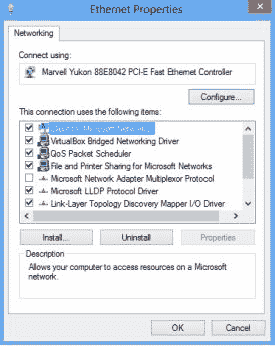 Ethernet Properties
Networking
Connect using:
Marvell Yukon 88E8042 PCI-E Fast Ethernet Controller
Configure...
This connection uses the following items:
Microsoft
VirtualBox Bridged Networking Driver
QoS Packet Scheduler
File and Printer Sharing for Microsoft Networks
Microsoft Network Adapter Multiplexor Protocol
Microsoft LLDP Protocol Driver
Link-Layer Topology Discovery Mapper I/O Driver
Install...
Uninstall
Properties
Description
Allows your computer to access resources on a Microsoft
network.
OK
Cancel